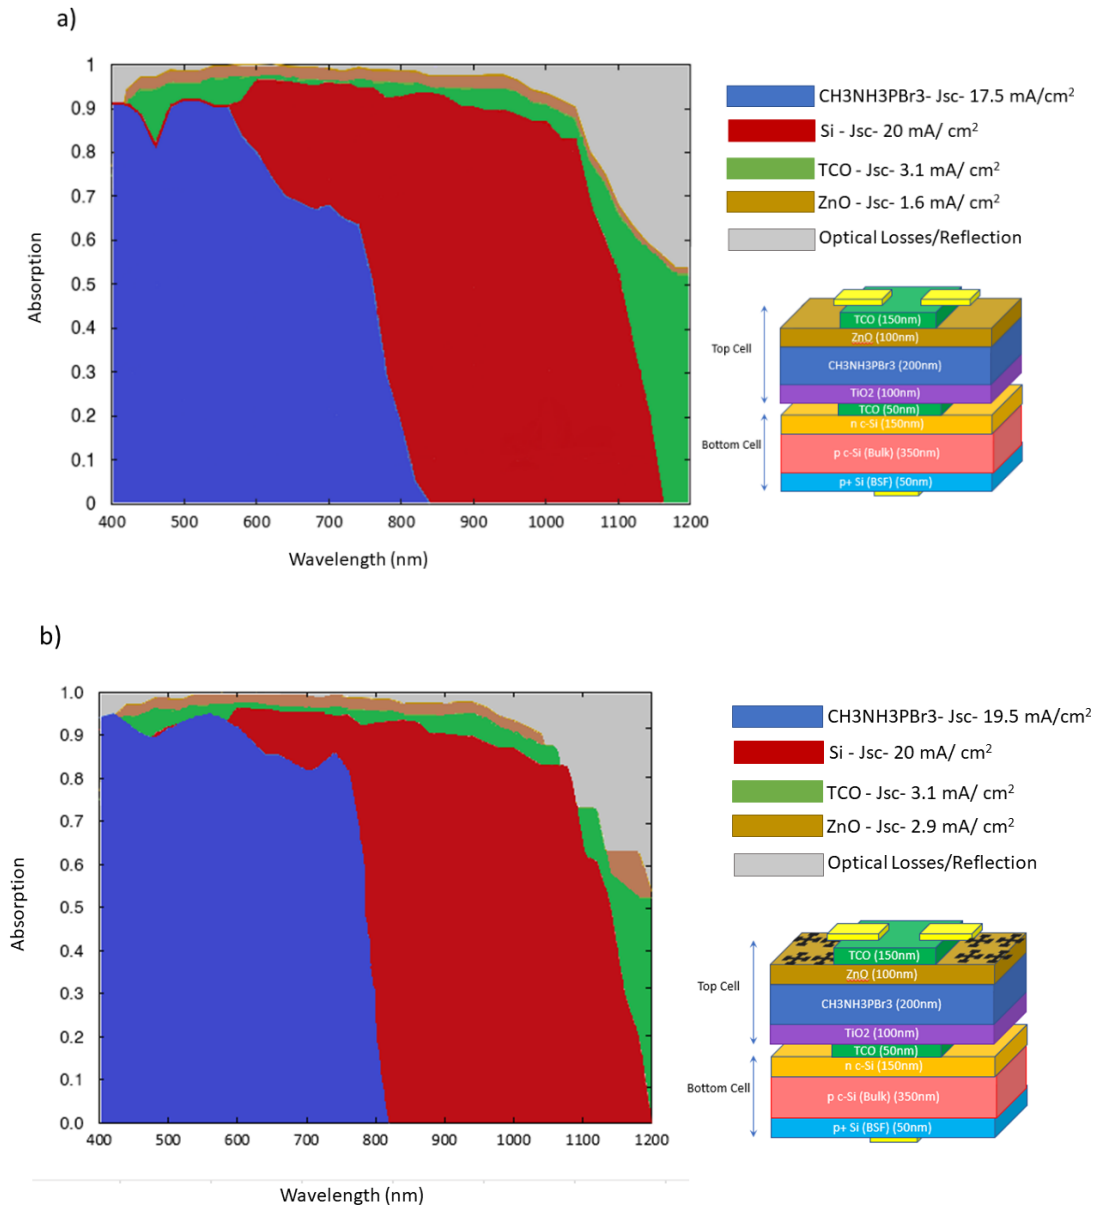 a)
1
0.9
0.8
0.7
0.6
0.5
0.4
0.3
0.2
0.1
0
Absorption
400 500 600 700 800 900 1000 1100 1200
Wavelength (nm)
CH3NH3PBr3- Jsc- 17.5 mA/cm²
Si - Jsc- 20 mA/ cm²
TCO - Jsc- 3.1 mA/ cm²
ZnO - Jsc- 1.6 mA/ cm²
Optical Losses/Reflection
Top Cell
TCO (150nm)
ZnO (100nm)
CH3NH3PBr3 (200nm)
TiO2 (100nm)
TCO (50nm)
Bottom Cell
n c-Si (150nm)
p c-Si (Bulk) (350nm)
p+ Si (BSF) (50nm)
b)
1.0
0.9
0.8
0.7
0.6
0.5
0.4
0.3
0.2
0.1
0.0
Absorption
400 500 600 700 800 900 1000 1100 1200
Wavelength (nm)
CH3NH3PBr3- Jsc- 19.5 mA/cm²
Si - Jsc- 20 mA/ cm²
TCO - Jsc- 3.1 mA/ cm²
ZnO - Jsc- 2.9 mA/ cm²
Optical Losses/Reflection
Top Cell
TCO (150nm)
ZnO (100nm)
CH3NH3PBr3 (200nm)
TiO2 (100nm)
TCO (50nm)
Bottom Cell
n c-Si (150nm)
p c-Si (Bulk) (350nm)
p+ Si (BSF) (50nm)